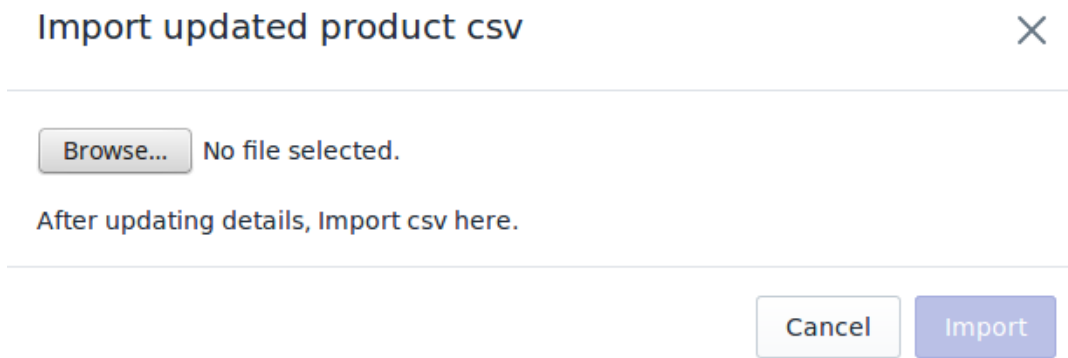 Import updated product csv
Browse... No file selected.
After updating details, Import csv here.
Cancel Import